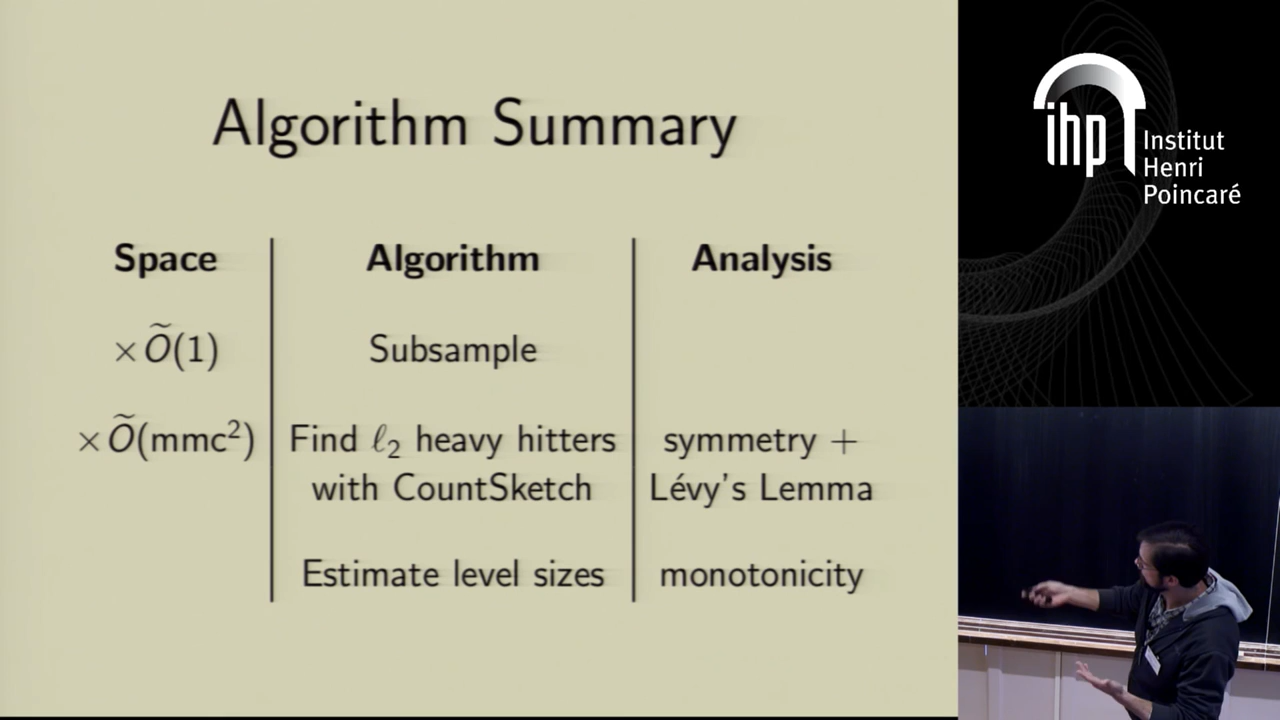 Algorithm Summary
Space Algorithm Analysis
× Õ(1) Subsample
× Õ(mmc²) Find ℓ₂ heavy hitters symmetry +
with CountSketch Lévy's Lemma
Estimate level sizes monotonicity
ihp Institut
Henri
Poincaré